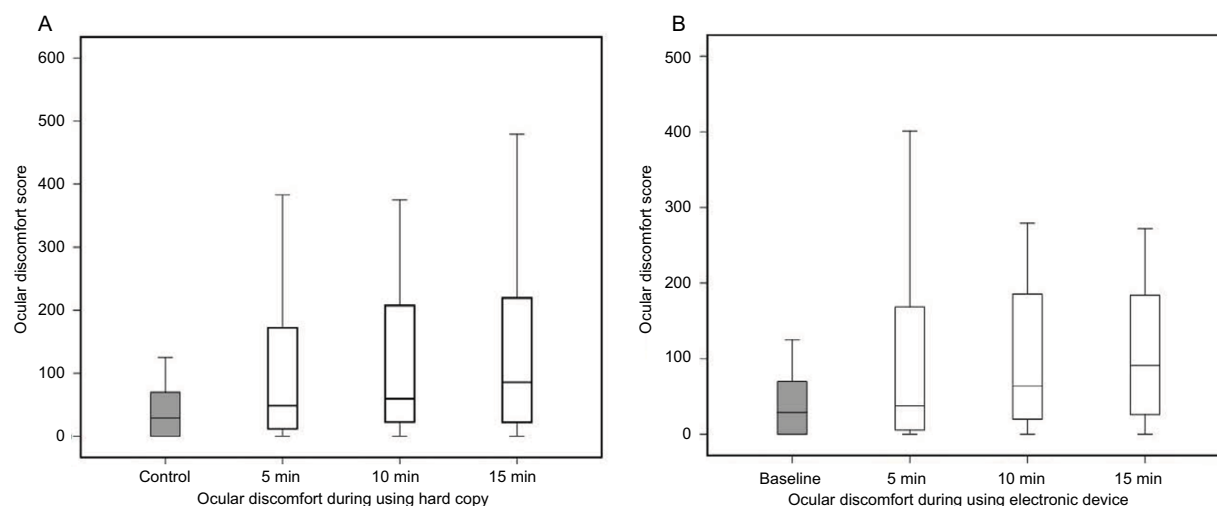 A
Ocular discomfort score
600
500
400
300
200
100
0
Control 5 min 10 min 15 min
Ocular discomfort during using hard copy
B
Ocular discomfort score
500
400
300
200
100
0
Baseline 5 min 10 min 15 min
Ocular discomfort during using electronic device